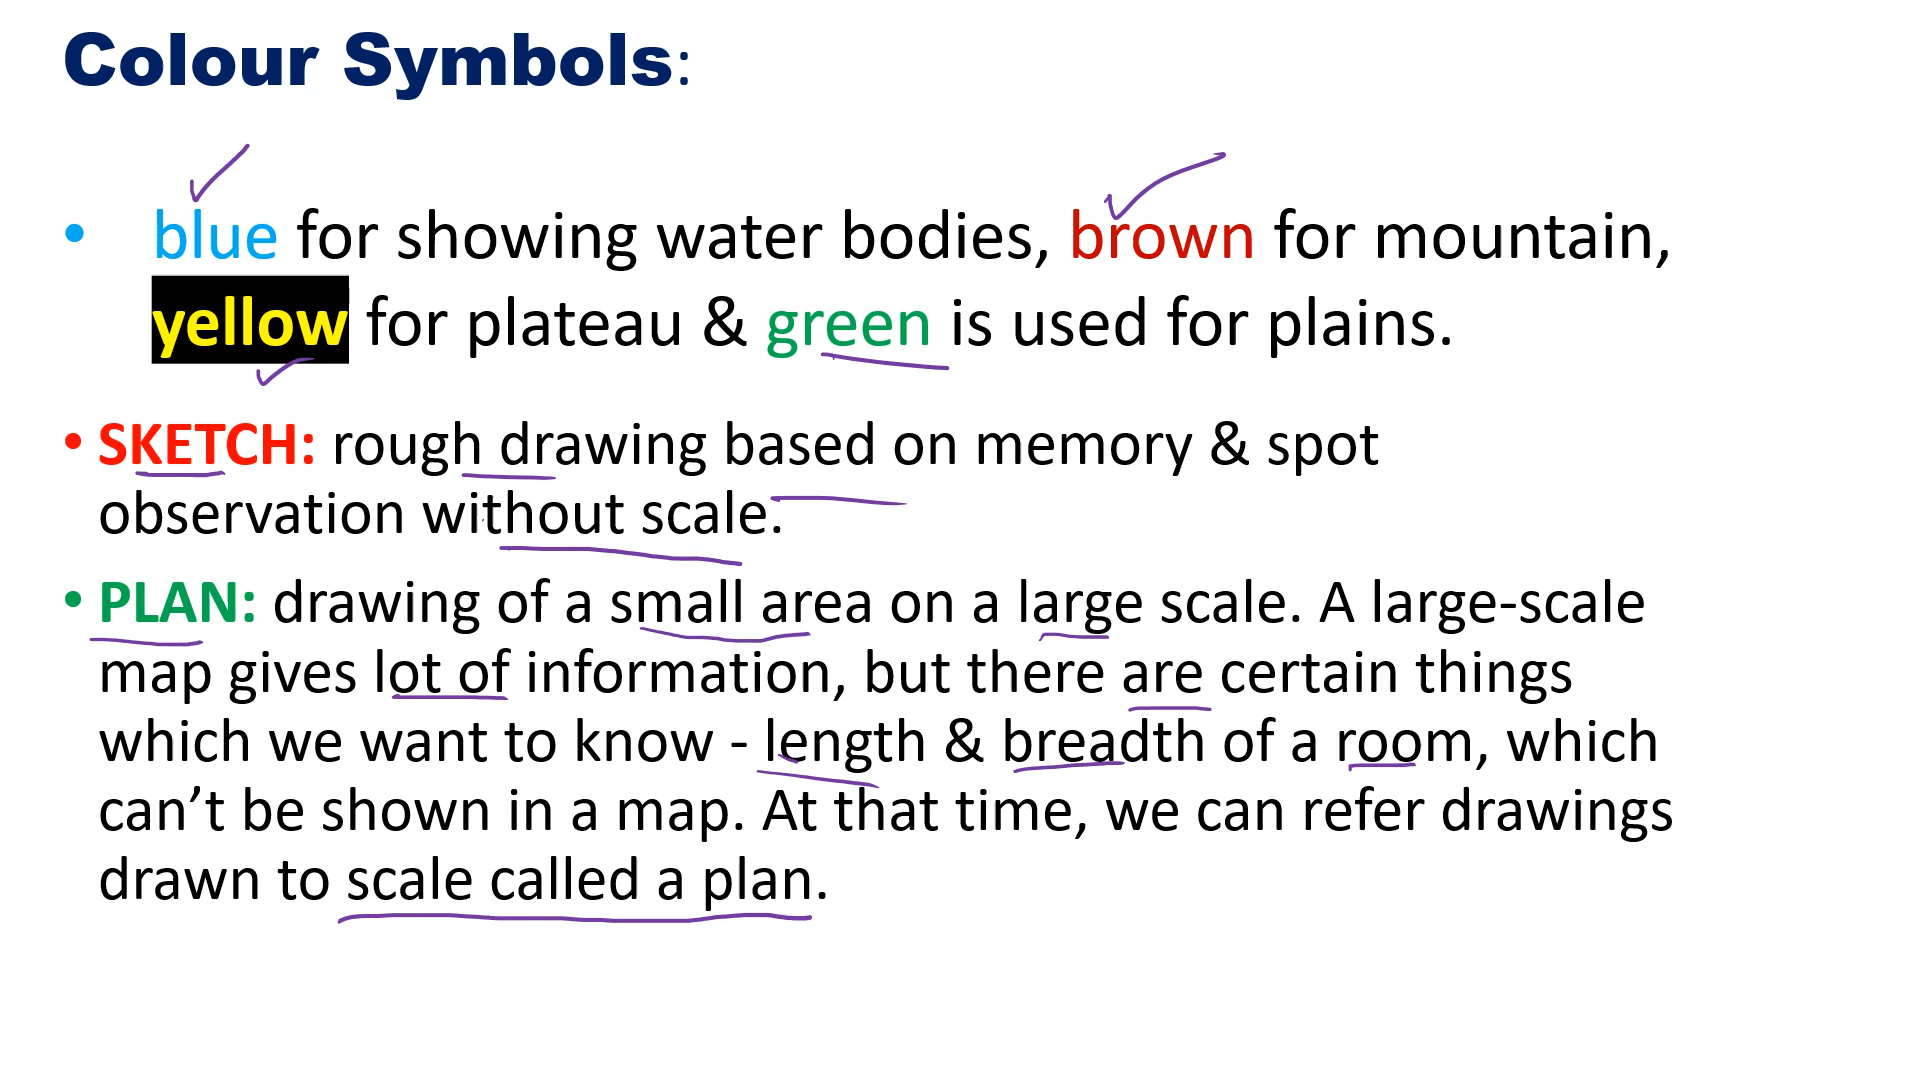 Colour Symbols:
• blue for showing water bodies, brown for mountain,
yellow for plateau & green is used for plains.
• SKETCH: rough drawing based on memory & spot
observation without scale.
• PLAN: drawing of a small area on a large scale. A large-scale
map gives lot of information, but there are certain things
which we want to know - length & breadth of a room, which
can’t be shown in a map. At that time, we can refer drawings
drawn to scale called a plan.